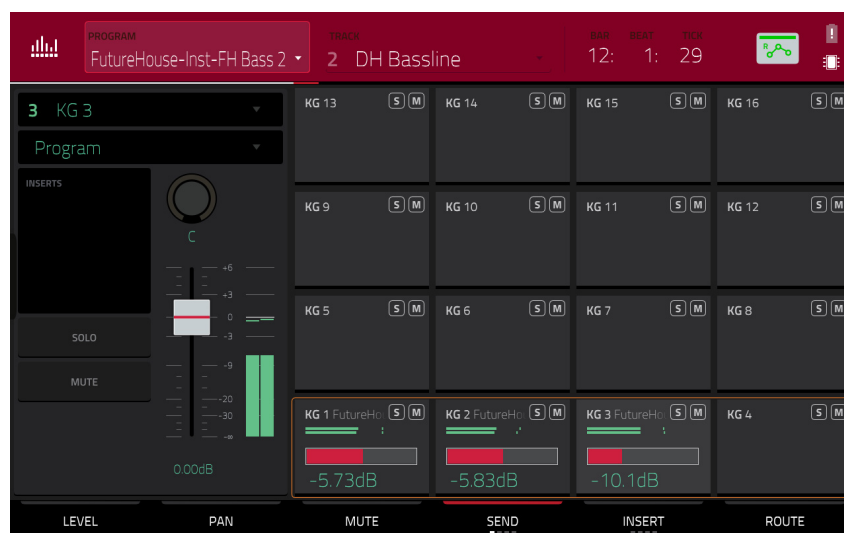 PROGRAM
FutureHouse-Inst-FH Bass 2
TRACK
2 DH Bassline
BAR BEAT TICK
12: 1: 29
R
!
3 KG 3
Program
INSERTS
C
+6
+3
0
-3
-9
-20
-30
-∞
SOLO
MUTE
0.00dB
KG 13 S M
KG 14 S M
KG 15 S M
KG 16 S M
KG 9 S M
KG 10 S M
KG 11 S M
KG 12 S M
KG 5 S M
KG 6 S M
KG 7 S M
KG 8 S M
KG 1 FutureHo S M
KG 2 FutureHo S M
KG 3 FutureHo S M
KG 4 S M
-5.73dB
-5.83dB
-10.1dB
LEVEL
PAN
MUTE
SEND
INSERT
ROUTE